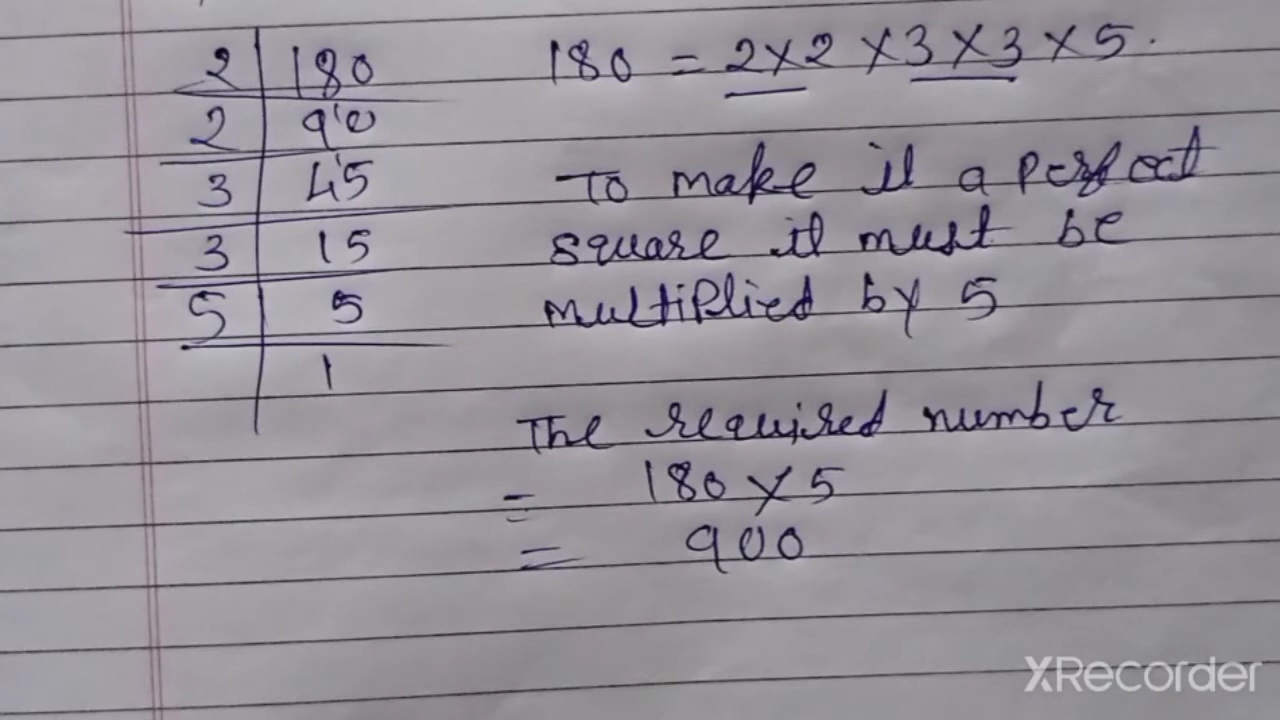 2 | 180
2 | 90
3 | 45
3 | 15
5 | 5
1
180 = 2×2 ×3×3 ×5.
To make it a perfect
square it must be
multiplied by 5
The required number
= 180 × 5
= 900
XRecorder